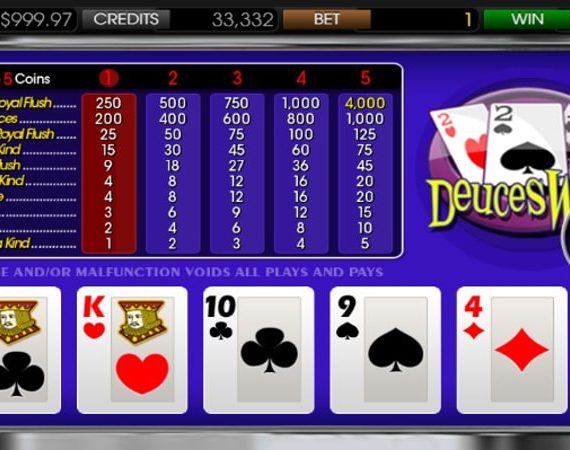 $999.97 CREDITS 33,332 BET 1 WIN
5 Coins 1 2 3 4 5
oyal Flush....... 250 500 750 1,000 4,000
ces................ 200 400 600 800 1,000
Royal Flush ..... 25 50 75 100 125
Kind............... 15 30 45 60 75
lush............... 9 18 27 36 45
Kind............... 4 8 12 16 20
e.................... 4 8 12 16 20
..................... 3 6 9 12 15
..................... 2 4 6 8 10
a Kind............. 1 2 3 4 5
2 2
Deuces W
E AND/OR MALFUNCTION VOIDS ALL PLAYS AND PAYS
K 10 9 4